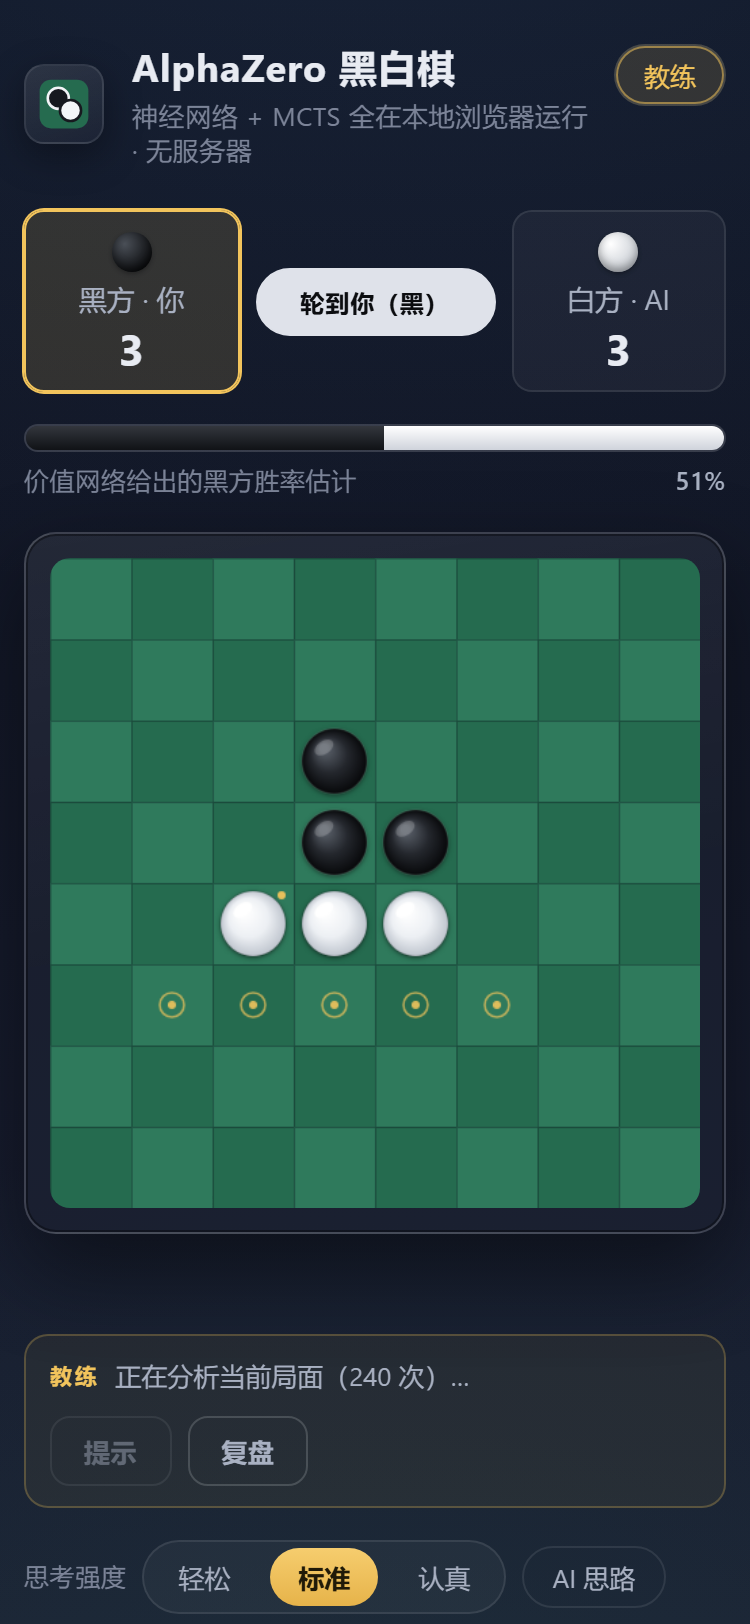 AlphaZero 黑白棋
神经网络 + MCTS 全在本地浏览器运行
· 无服务器
教练
黑方 · 你
3
轮到你（黑）
白方 · AI
3
价值网络给出的黑方胜率估计
51%
教练 正在分析当前局面（240 次）...
提示
复盘
思考强度
轻松
标准
认真
AI 思路